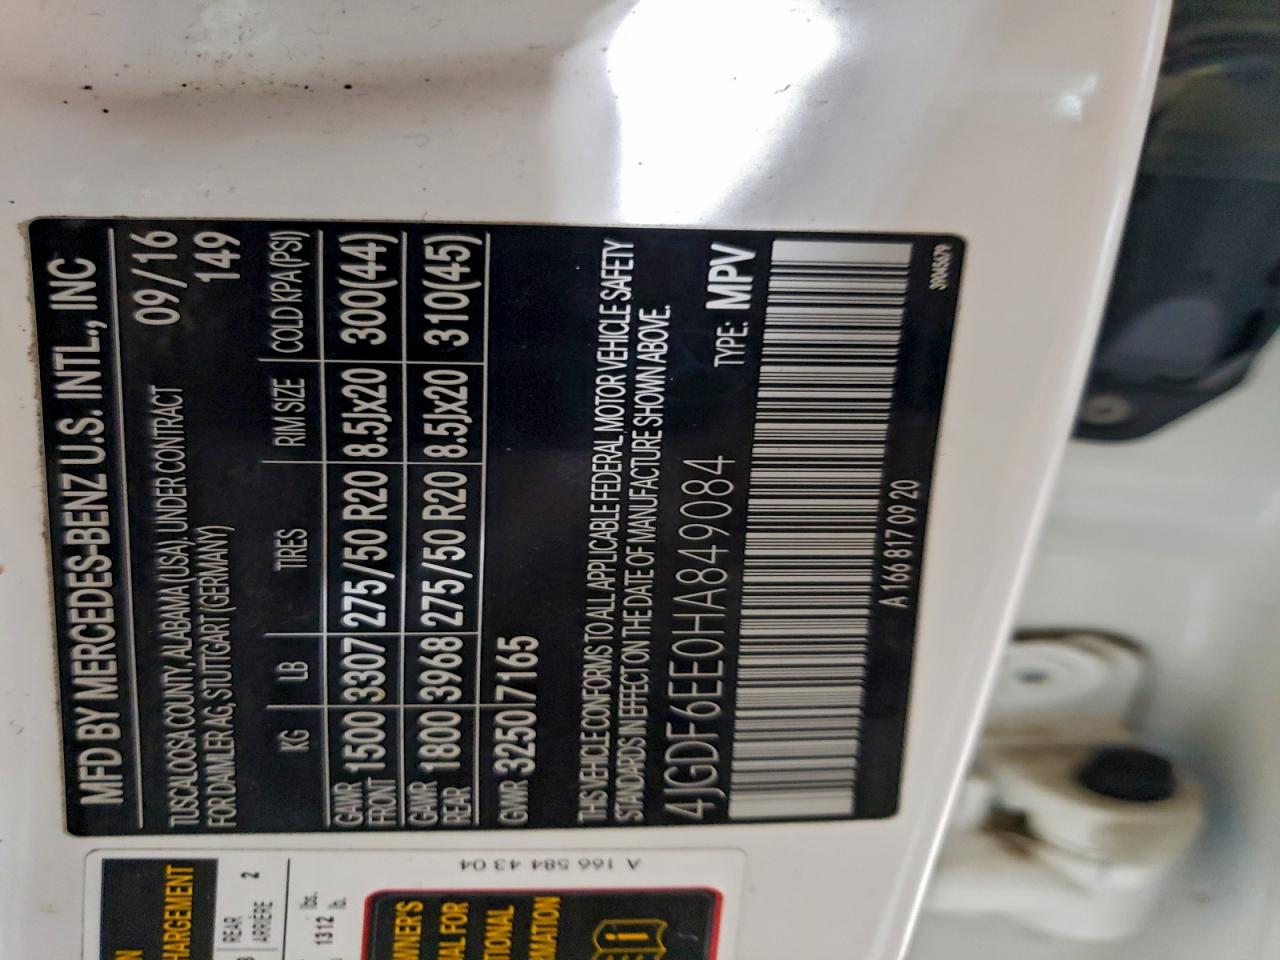 MFD BY MERCEDES-BENZ U.S. INTL., INC
TUSCALOOSA COUNTY, ALABAMA (USA), UNDER CONTRACT 09/16
FOR DAIMLER AG, STUTTGART (GERMANY) 149
KG LB TIRES RIM SIZE COLD KPA (PSI)
GAWR FRONT 1500 3307 275/50 R20 8.5Jx20 300(44)
GAWR REAR 1800 3968 275/50 R20 8.5Jx20 310(45)
GVWR 3250 7165
THIS VEHICLE CONFORMS TO ALL APPLICABLE FEDERAL MOTOR VEHICLE SAFETY
STANDARDS IN EFFECT ON THE DATE OF MANUFACTURE SHOWN ABOVE.
4JGDF6EE0HA849084 TYPE: MPV
A 166 817 09 20
A 166 584 43 04
HARGEMENT
REAR
ARRIÈRE 2
1312 lbs.
lb.
WNER'S
AL FOR
TIONAL
RMATION